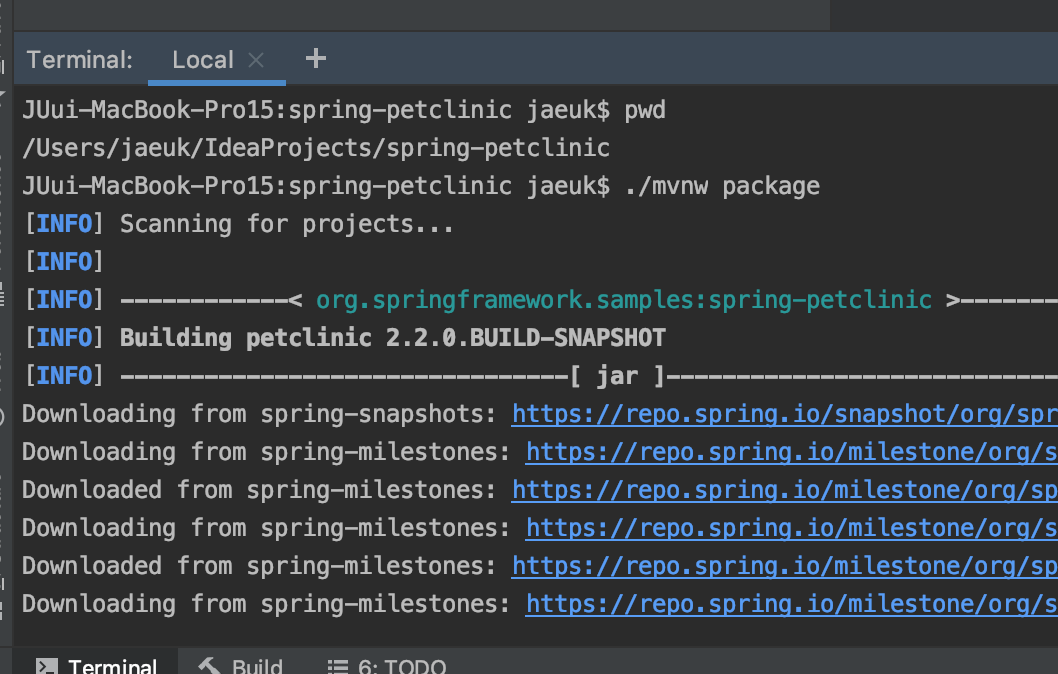 Terminal: Local × +
JUui-MacBook-Pro15:spring-petclinic jaeuk$ pwd
/Users/jaeuk/IdeaProjects/spring-petclinic
JUui-MacBook-Pro15:spring-petclinic jaeuk$ ./mvnw package
[INFO] Scanning for projects...
[INFO]
[INFO] ------------< org.springframework.samples:spring-petclinic >-------
[INFO] Building petclinic 2.2.0.BUILD-SNAPSHOT
[INFO] --------------------------------[ jar ]----------------------------
Downloading from spring-snapshots: https://repo.spring.io/snapshot/org/spr
Downloading from spring-milestones: https://repo.spring.io/milestone/org/s
Downloaded from spring-milestones: https://repo.spring.io/milestone/org/sp
Downloading from spring-milestones: https://repo.spring.io/milestone/org/s
Downloaded from spring-milestones: https://repo.spring.io/milestone/org/sp
Downloading from spring-milestones: https://repo.spring.io/milestone/org/s
Terminal Build 6: TODO